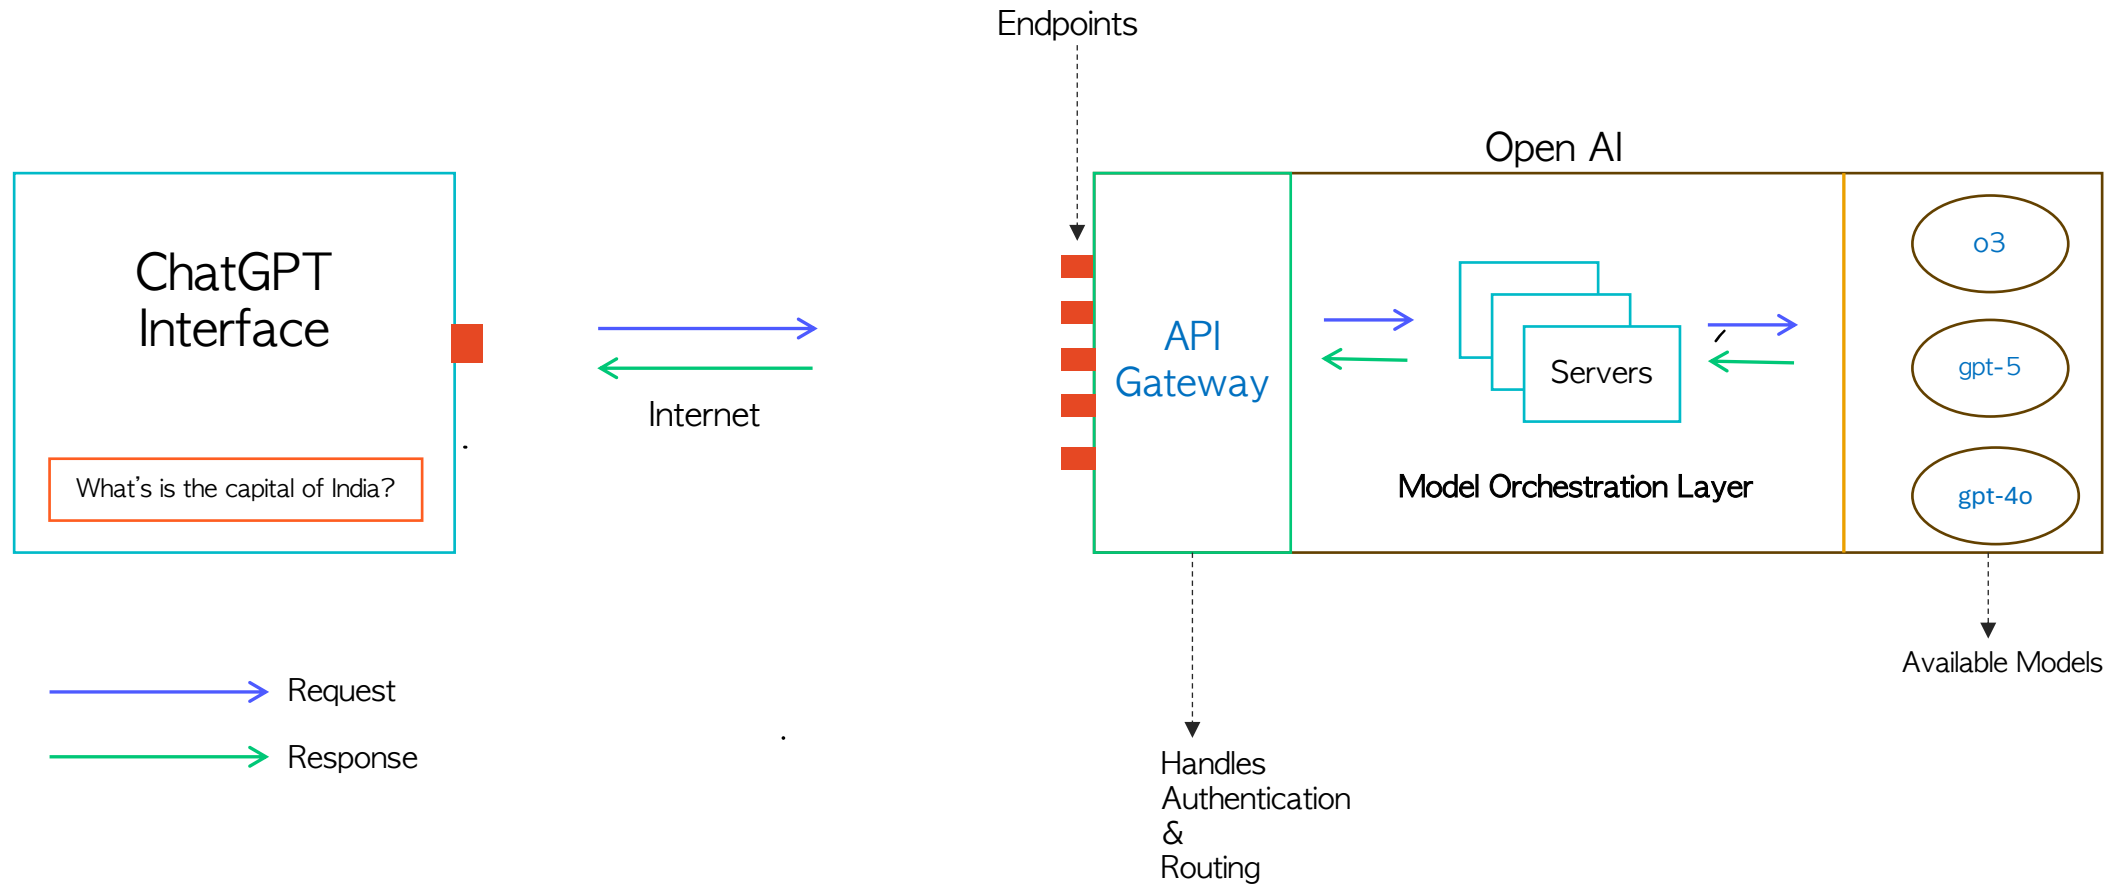 Endpoints
Open AI
ChatGPT
Interface
What's is the capital of India?
Internet
API
Gateway
Servers
Model Orchestration Layer
o3
gpt-5
gpt-4o
Available Models
Request
Response
Handles
Authentication
&
Routing